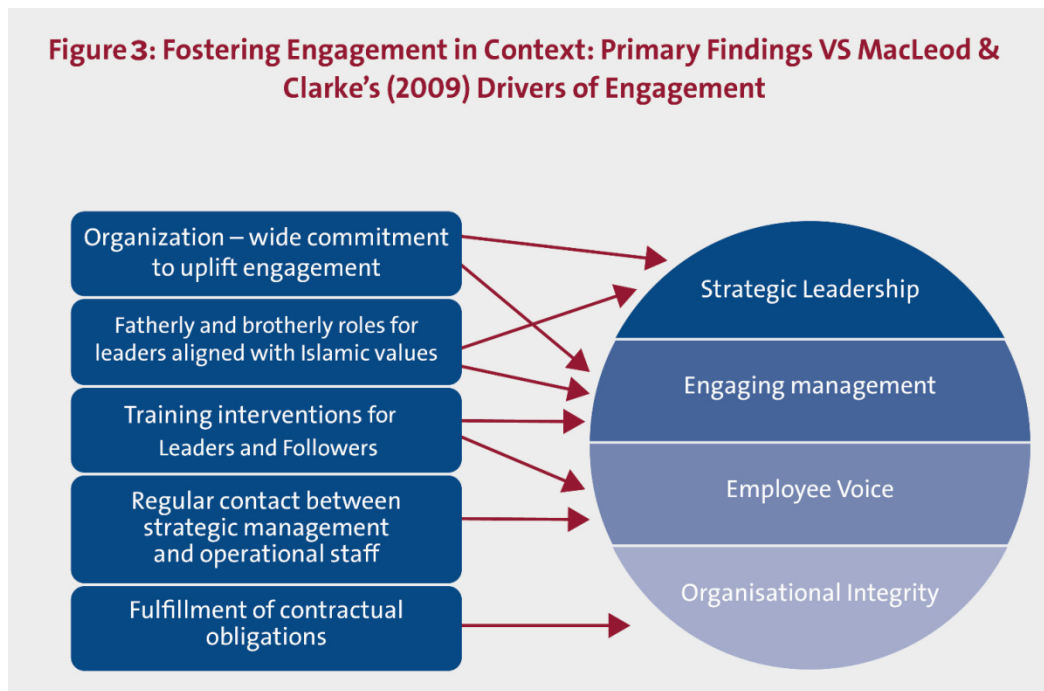 Figure 3: Fostering Engagement in Context: Primary Findings VS MacLeod &
Clarke’s (2009) Drivers of Engagement
Organization – wide commitment
to uplift engagement
Fatherly and brotherly roles for
leaders aligned with Islamic values
Training interventions for
Leaders and Followers
Regular contact between
strategic management
and operational staff
Fulfillment of contractual
obligations
Strategic Leadership
Engaging management
Employee Voice
Organisational Integrity